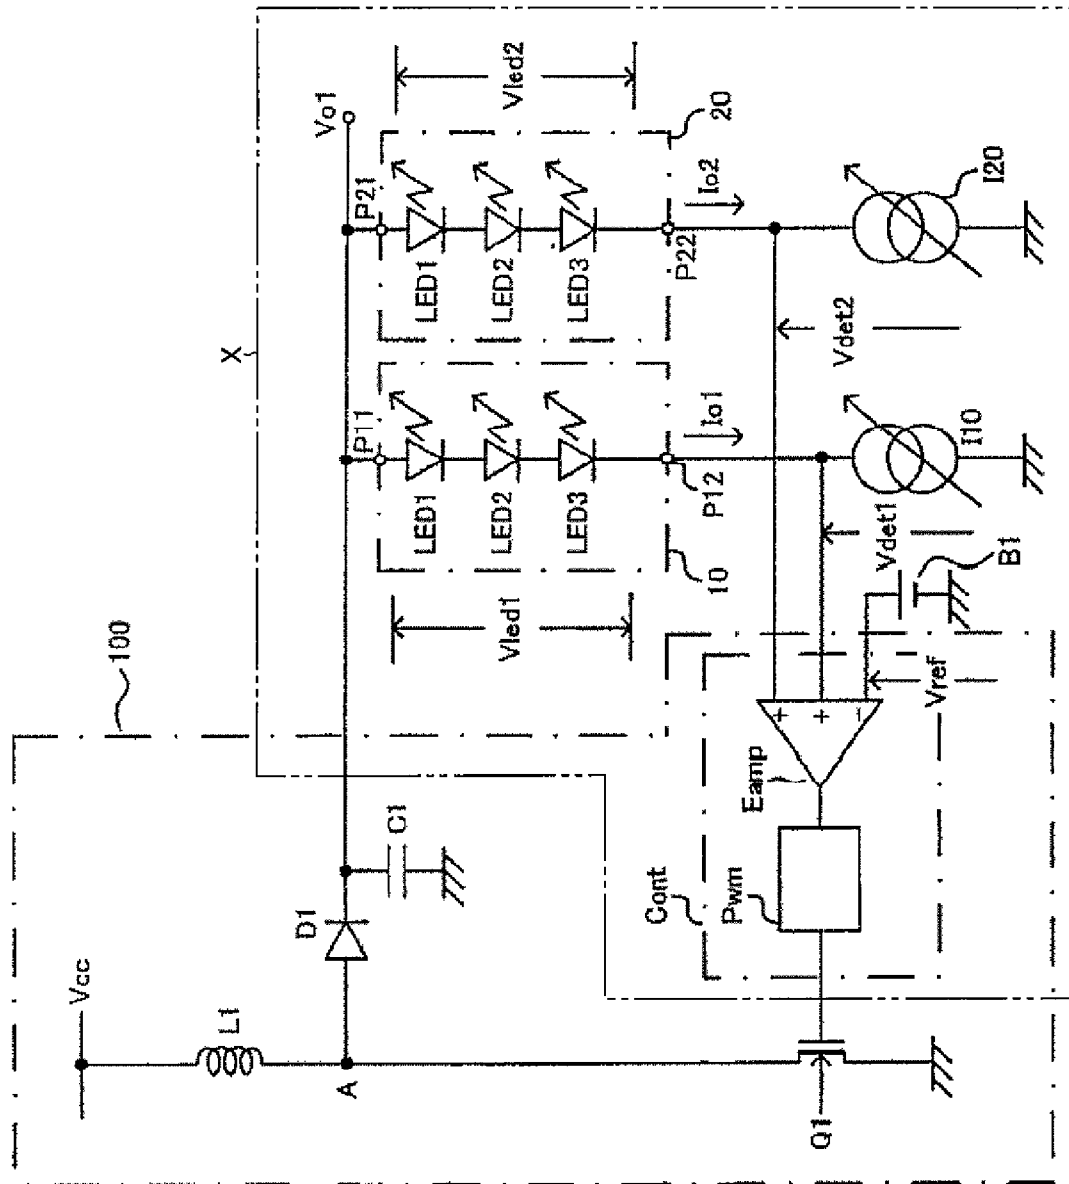 100
X
Vcc
L1
A
D1
C1
Vo1
P11
P21
LED1
LED2
LED3
LED1
LED2
LED3
Vled1
Vled2
10
20
P12
P22
Io1
Io2
Vdet1
Vdet2
I10
I20
B1
Vref
Eamp
+
+
−
Cont
Pwm
Q1